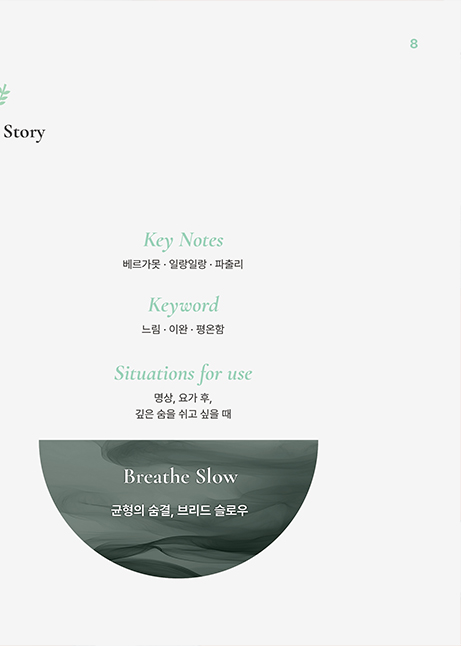 8
Story
Key Notes
베르가못 · 일랑일랑 · 파출리
Keyword
느림 · 이완 · 평온함
Situations for use
명상, 요가 후,
깊은 숨을 쉬고 싶을 때
Breathe Slow
균형의 숨결, 브리드 슬로우